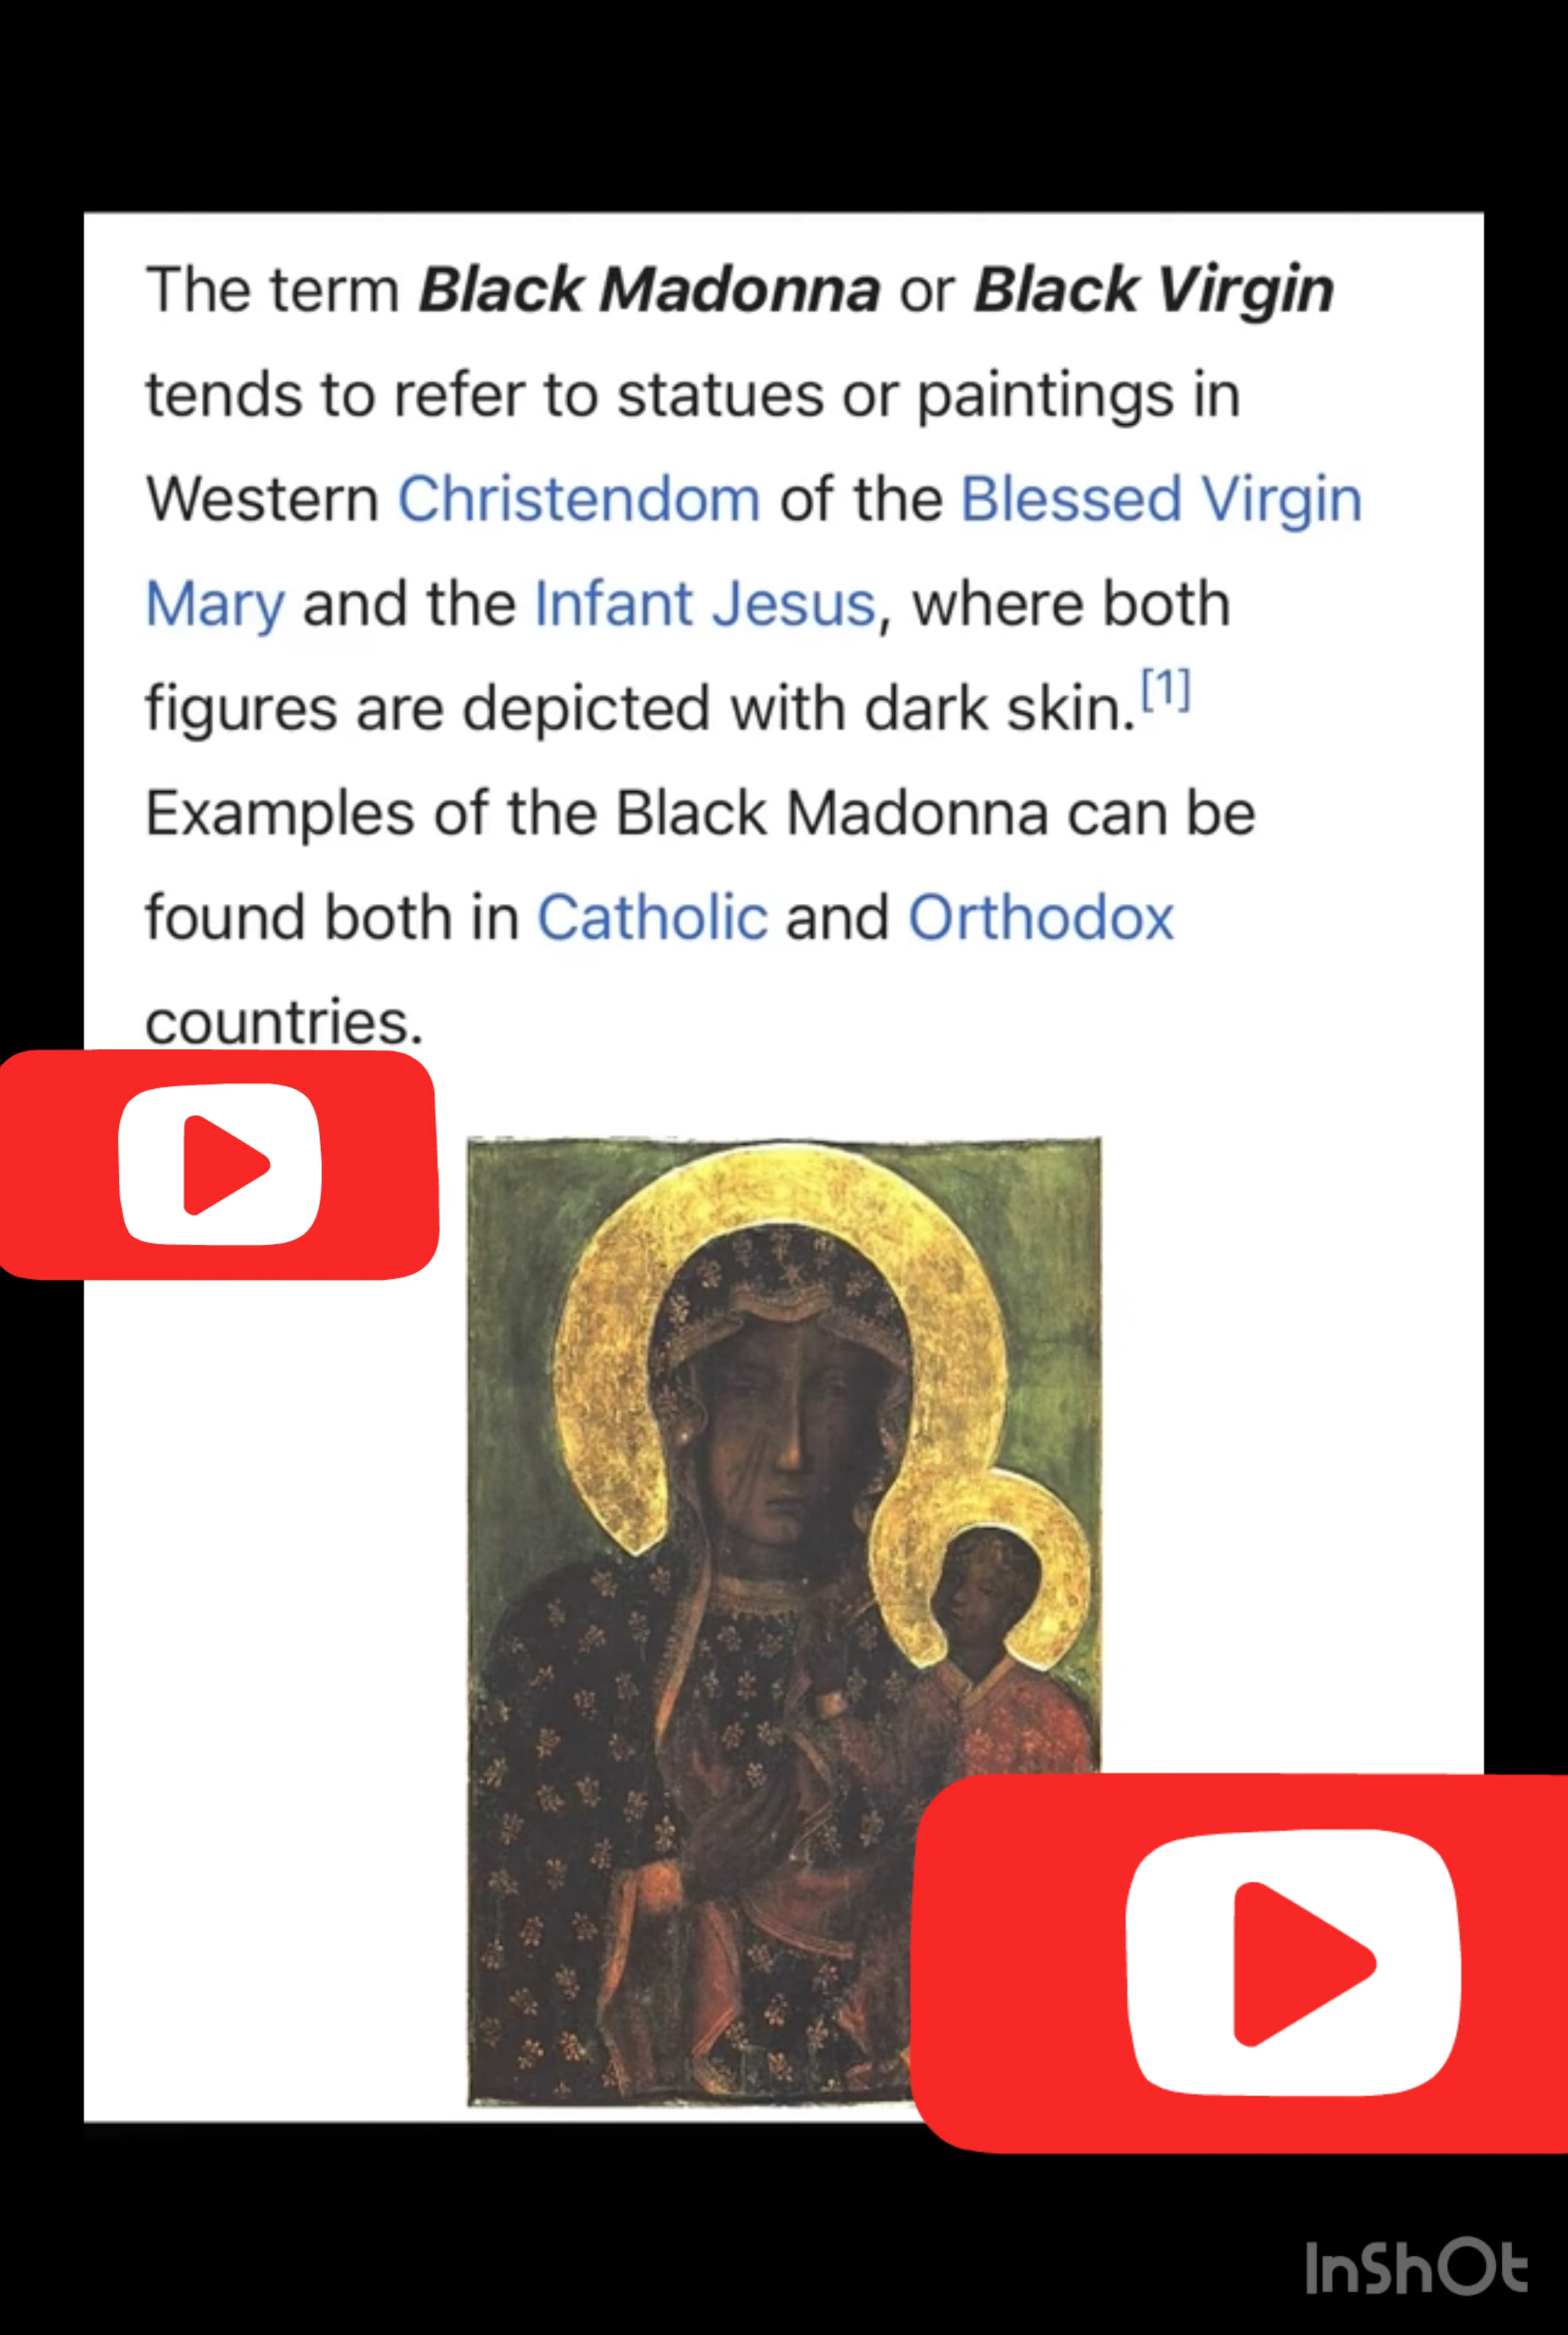 The term Black Madonna or Black Virgin
tends to refer to statues or paintings in
Western Christendom of the Blessed Virgin
Mary and the Infant Jesus, where both
figures are depicted with dark skin.[1]
Examples of the Black Madonna can be
found both in Catholic and Orthodox
countries.
InShOt